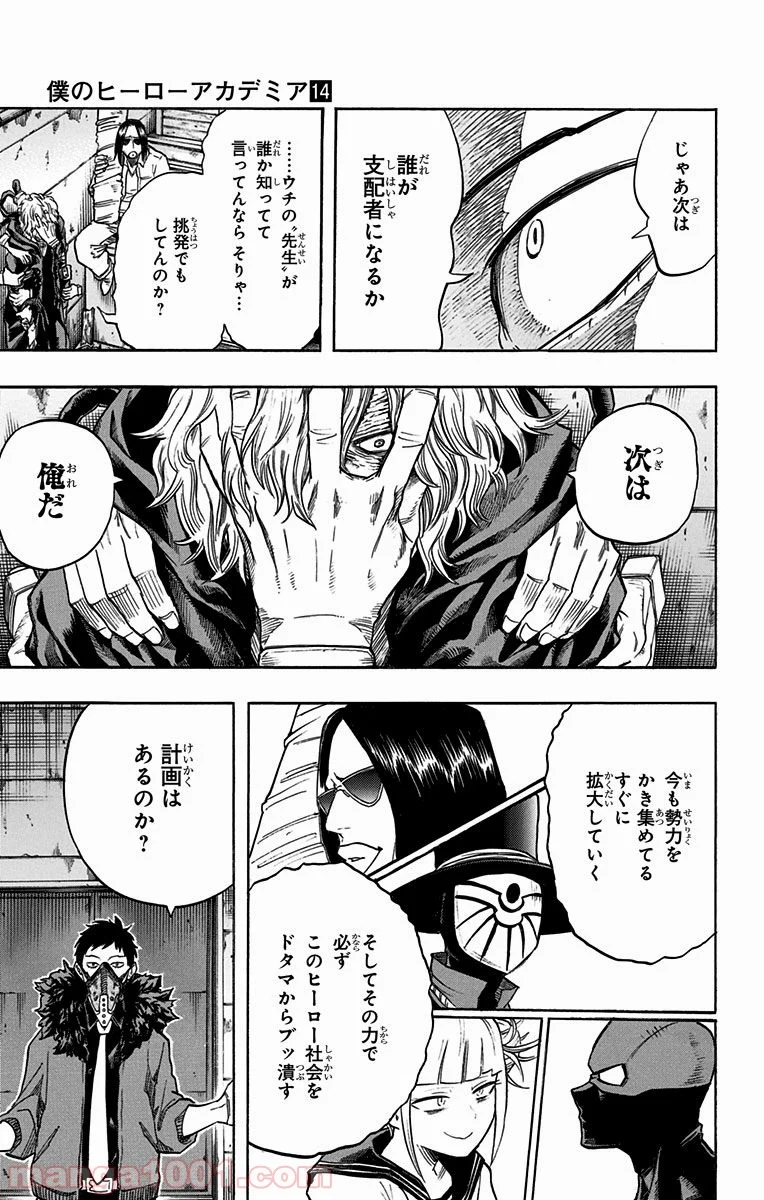 僕のヒーローアカデミア14
じゃあ次は
誰が
支配者になるか
……ウチの〝先生〟が
誰か知ってて
言ってんなら そりゃ…
挑発でも
してんのか?
次は
俺だ
今も勢力を
かき集めてる
すぐに
拡大していく
そしてその力で
必ず
このヒーロー社会を
ドタマからブッ潰す
計画は
あるのか?
manga1001.com